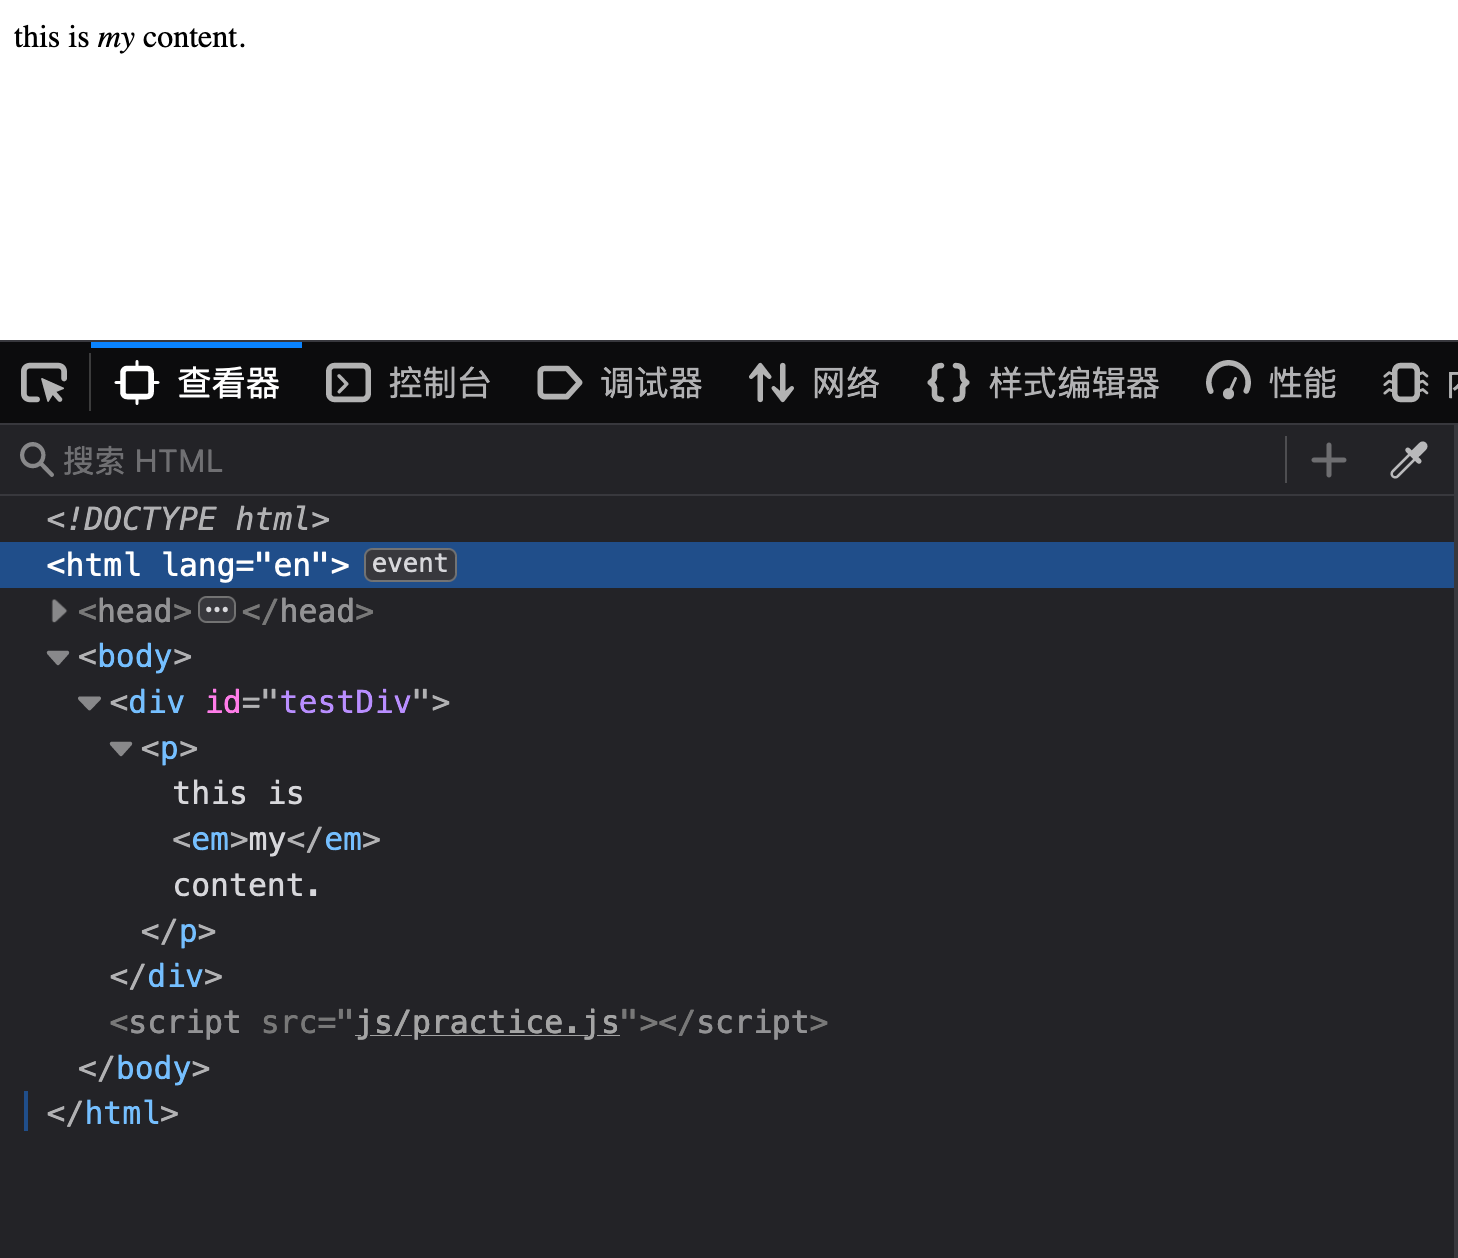 this is my content.
查看器 控制台 调试器 网络 样式编辑器 性能
搜索 HTML
<!DOCTYPE html>
<html lang="en"> event
<head> ••• </head>
<body>
<div id="testDiv">
<p>
this is
<em>my</em>
content.
</p>
</div>
<script src="js/practice.js"></script>
</body>
</html>